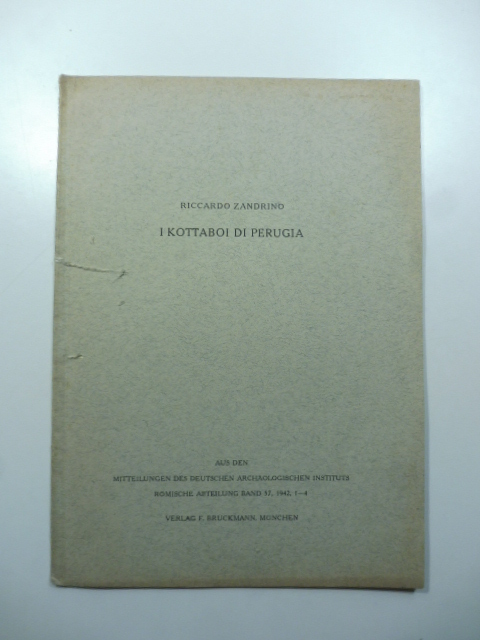 RICCARDO ZANDRINO
I KOTTABOI DI PERUGIA
AUS DEN
MITTEILUNGEN DES DEUTSCHEN ARCHAEOLOGISCHEN INSTITUTS
ROMISCHE ABTEILUNG BAND 57, 1942, 1—4
VERLAG F. BRUCKMANN, MÜNCHEN